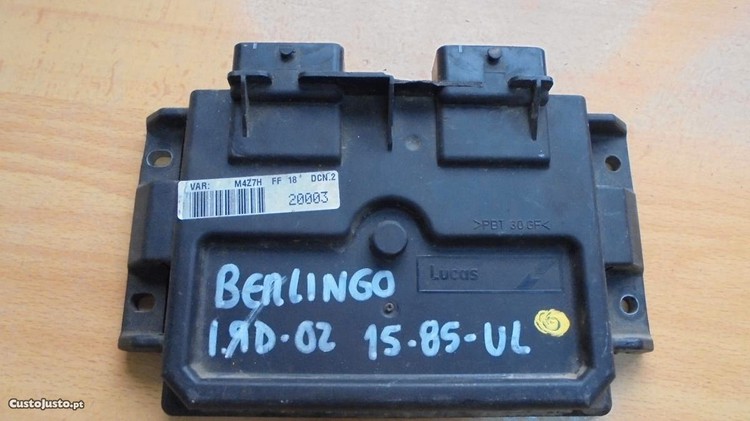 VAR: M4Z7H FF 18 DCN.2
20003
>PBT 30 GF<
Lucas
BERLINGO
1.9D-02 15-85-UL
CustoJusto.pt